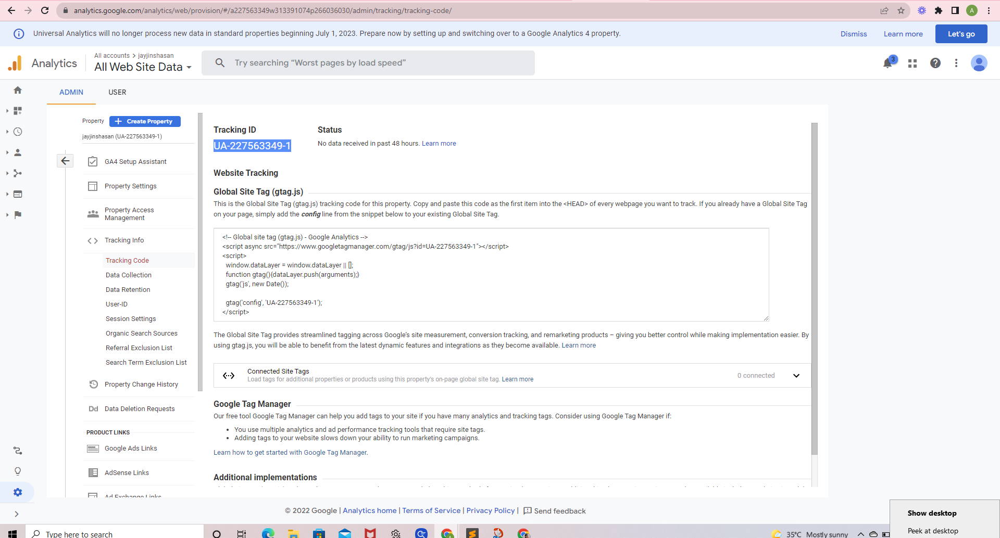 analytics.google.com/analytics/web/provision/#/a227563349w313391074p266036030/admin/tracking/tracking-code/
A
Universal Analytics will no longer process new data in standard properties beginning July 1, 2023. Prepare now by setting up and switching over to a Google Analytics 4 property.
Dismiss
Learn more
Let's go
Analytics
All accounts > jayjinshasan
All Web Site Data
Try searching “Worst pages by load speed”
3
ADMIN
USER
Property
Create Property
jayjinshasan (UA-227563349-1)
GA4 Setup Assistant
Property Settings
Property Access
Management
Tracking Info
Tracking Code
Data Collection
Data Retention
User-ID
Session Settings
Organic Search Sources
Referral Exclusion List
Search Term Exclusion List
Property Change History
Dd Data Deletion Requests
PRODUCT LINKS
Google Ads Links
AdSense Links
Ad Exchange Links
Tracking ID
UA-227563349-1
Status
No data received in past 48 hours. Learn more
Website Tracking
Global Site Tag (gtag.js)
This is the Global Site Tag (gtag.js) tracking code for this property. Copy and paste this code as the first item into the <HEAD> of every webpage you want to track. If you already have a Global Site Tag
on your page, simply add the config line from the snippet below to your existing Global Site Tag.
<!-- Global site tag (gtag.js) - Google Analytics -->
<script async src="https://www.googletagmanager.com/gtag/js?id=UA-227563349-1"></script>
<script>
window.dataLayer = window.dataLayer || [];
function gtag(){dataLayer.push(arguments);}
gtag('js', new Date());
gtag('config', 'UA-227563349-1');
</script>
The Global Site Tag provides streamlined tagging across Google’s site measurement, conversion tracking, and remarketing products – giving you better control while making implementation easier. By
using gtag.js, you will be able to benefit from the latest dynamic features and integrations as they become available. Learn more
Connected Site Tags
Load tags for additional properties or products using this property's on-page global site tag. Learn more
0 connected
Google Tag Manager
Our free tool Google Tag Manager can help you add tags to your site if you have many analytics and tracking tags. Consider using Google Tag Manager if:
• You use multiple analytics and ad performance tracking tools that require site tags.
• Adding tags to your website slows down your ability to run marketing campaigns.
Learn how to get started with Google Tag Manager.
Additional implementations
© 2022 Google | Analytics home | Terms of Service | Privacy Policy | Send feedback
Show desktop
Peek at desktop
Type here to search
35°C Mostly sunny